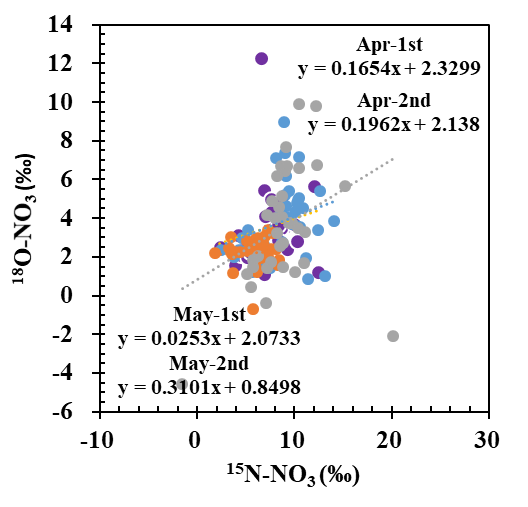 14
12
10
8
6
4
2
0
-2
-4
-6
-10
0
10
20
30
¹⁸O-NO₃ (‰)
¹⁵N-NO₃ (‰)
Apr-1st
y = 0.1654x + 2.3299
Apr-2nd
y = 0.1962x + 2.138
May-1st
y = 0.0253x + 2.0733
May-2nd
y = 0.3101x + 0.8498